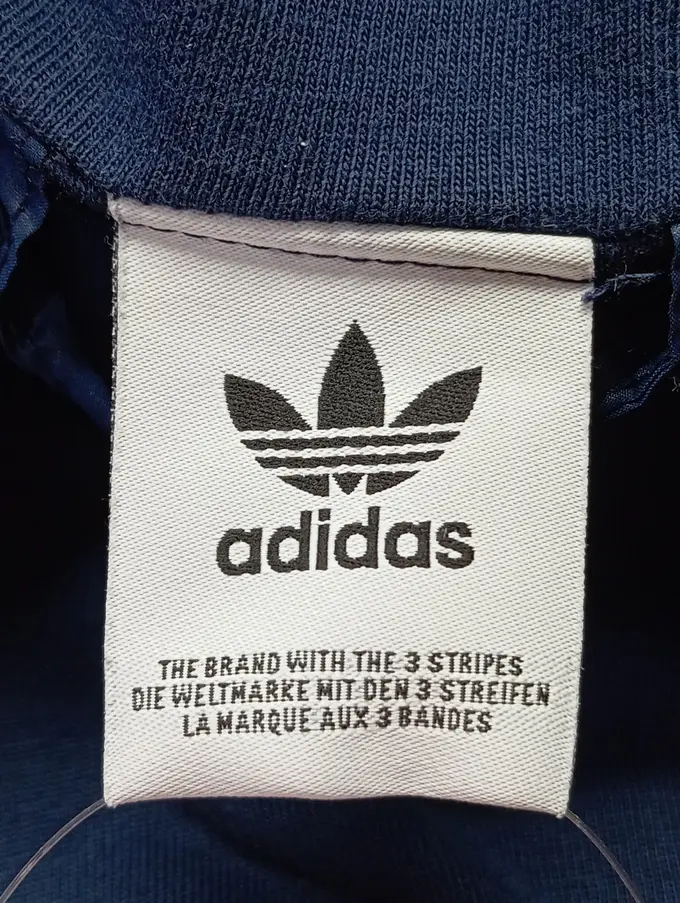 adidas
THE BRAND WITH THE 3 STRIPES
DIE WELTMARKE MIT DEN 3 STREIFEN
LA MARQUE AUX 3 BANDES